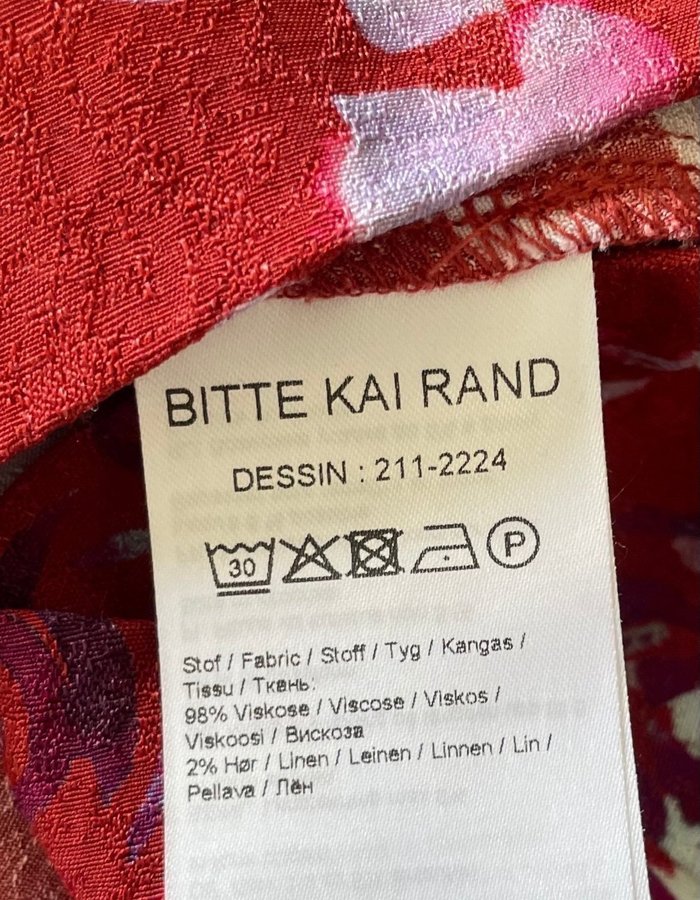 BITTE KAI RAND
DESSIN : 211-2224
30 P
Stof / Fabric / Stoff / Tyg / Kangas /
Tissu / Ткань:
98% Viskose / Viscose / Viskos /
Viskoosi / Вискоза
2% Hør / Linen / Leinen / Linnen / Lin /
Pellava / Лён